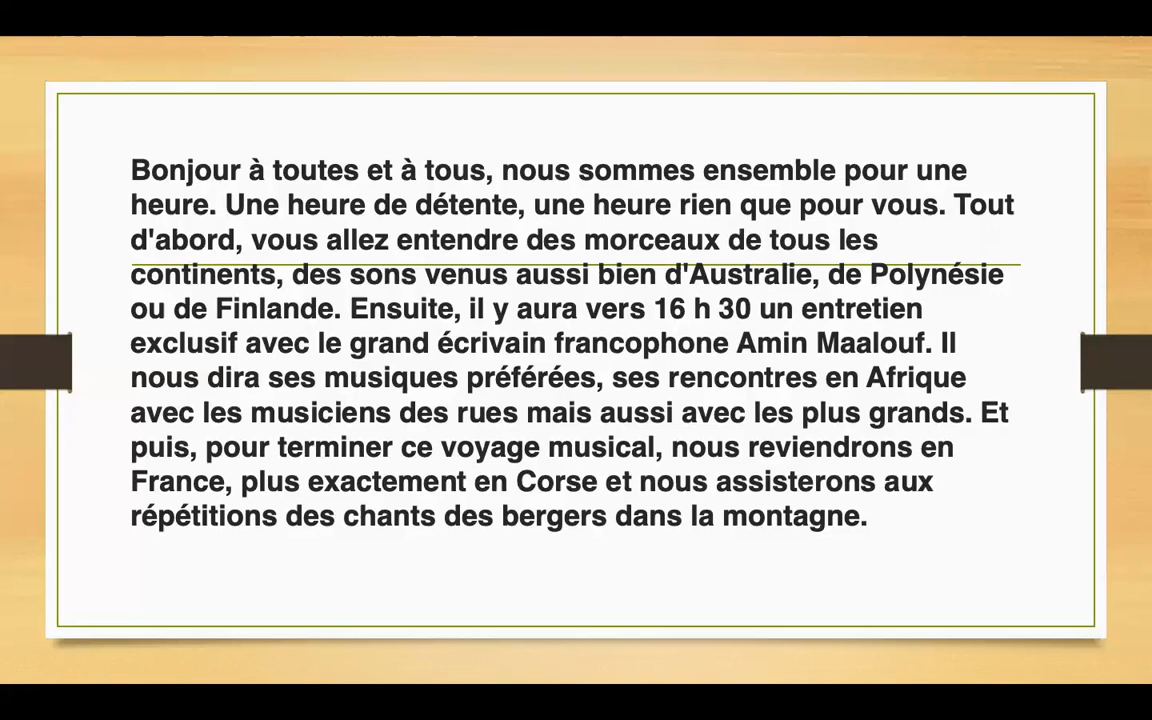 Bonjour à toutes et à tous, nous sommes ensemble pour une
heure. Une heure de détente, une heure rien que pour vous. Tout
d'abord, vous allez entendre des morceaux de tous les
continents, des sons venus aussi bien d'Australie, de Polynésie
ou de Finlande. Ensuite, il y aura vers 16 h 30 un entretien
exclusif avec le grand écrivain francophone Amin Maalouf. Il
nous dira ses musiques préférées, ses rencontres en Afrique
avec les musiciens des rues mais aussi avec les plus grands. Et
puis, pour terminer ce voyage musical, nous reviendrons en
France, plus exactement en Corse et nous assisterons aux
répétitions des chants des bergers dans la montagne.